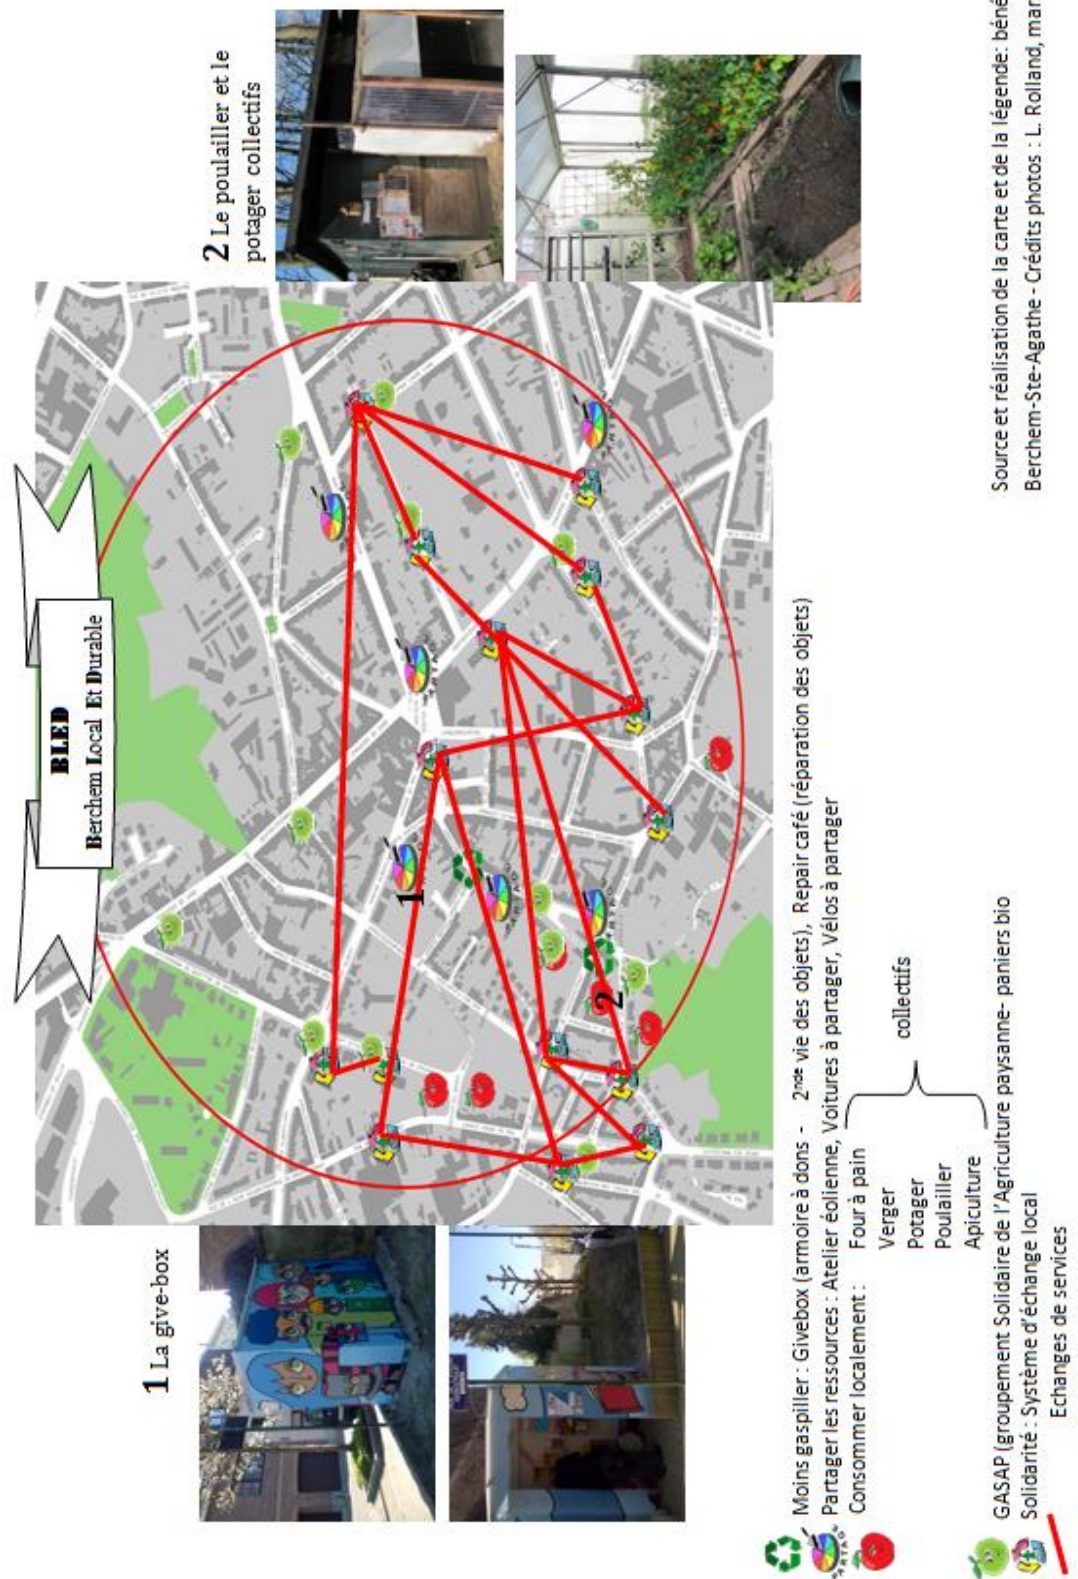 BLED
Berchem Local Et Durable
1 La give-box
2 Le poulailler et le
potager collectifs
Moins gaspiller : Givebox (armoire à dons - 2nde vie des objets), Repair café (réparation des objets)
Partager les ressources : Atelier éolienne, Voitures à partager, Vélos à partager
Consommer localement : Four à pain
Verger
Potager
Poulailler
Apiculture
collectifs
GASAP (groupement Solidaire de l'Agriculture paysanne- paniers bio
Solidarité : Système d'échange local
Echanges de services
1
2
Source et réalisation de la carte et de la légende: béné
Berchem-Ste-Agathe - Crédits photos : L. Rolland, mar